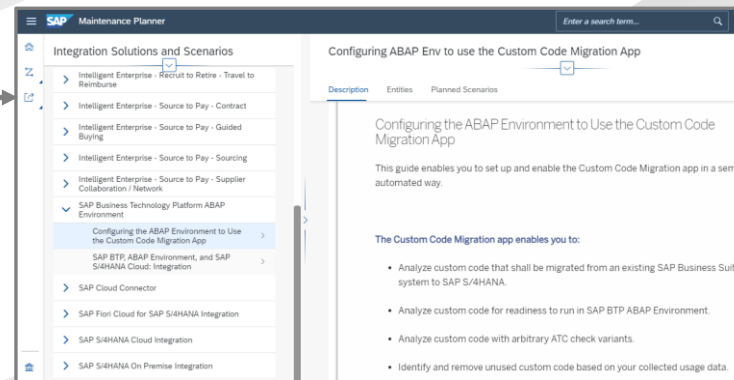 SAP Maintenance Planner
Enter a search term...
Integration Solutions and Scenarios
Intelligent Enterprise - Recruit to Retire - Travel to
Reimburse
Intelligent Enterprise - Source to Pay - Contract
Intelligent Enterprise - Source to Pay - Guided
Buying
Intelligent Enterprise - Source to Pay - Sourcing
Intelligent Enterprise - Source to Pay - Supplier
Collaboration / Network
SAP Business Technology Platform ABAP
Environment
Configuring the ABAP Environment to Use
the Custom Code Migration App
SAP BTP, ABAP Environment, and SAP
S/4HANA Cloud: Integration
SAP Cloud Connector
SAP Fiori Cloud for SAP S/4HANA Integration
SAP S/4HANA Cloud Integration
SAP S/4HANA On Premise Integration
Configuring ABAP Env to use the Custom Code Migration App
Description Entities Planned Scenarios
Configuring the ABAP Environment to Use the Custom Code
Migration App
This guide enables you to set up and enable the Custom Code Migration app in a sem
automated way.
The Custom Code Migration app enables you to:
• Analyze custom code that shall be migrated from an existing SAP Business Suit
system to SAP S/4HANA.
• Analyze custom code for readiness to run in SAP BTP ABAP Environment.
• Analyze custom code with arbitrary ATC check variants.
• Identify and remove unused custom code based on your collected usage data.